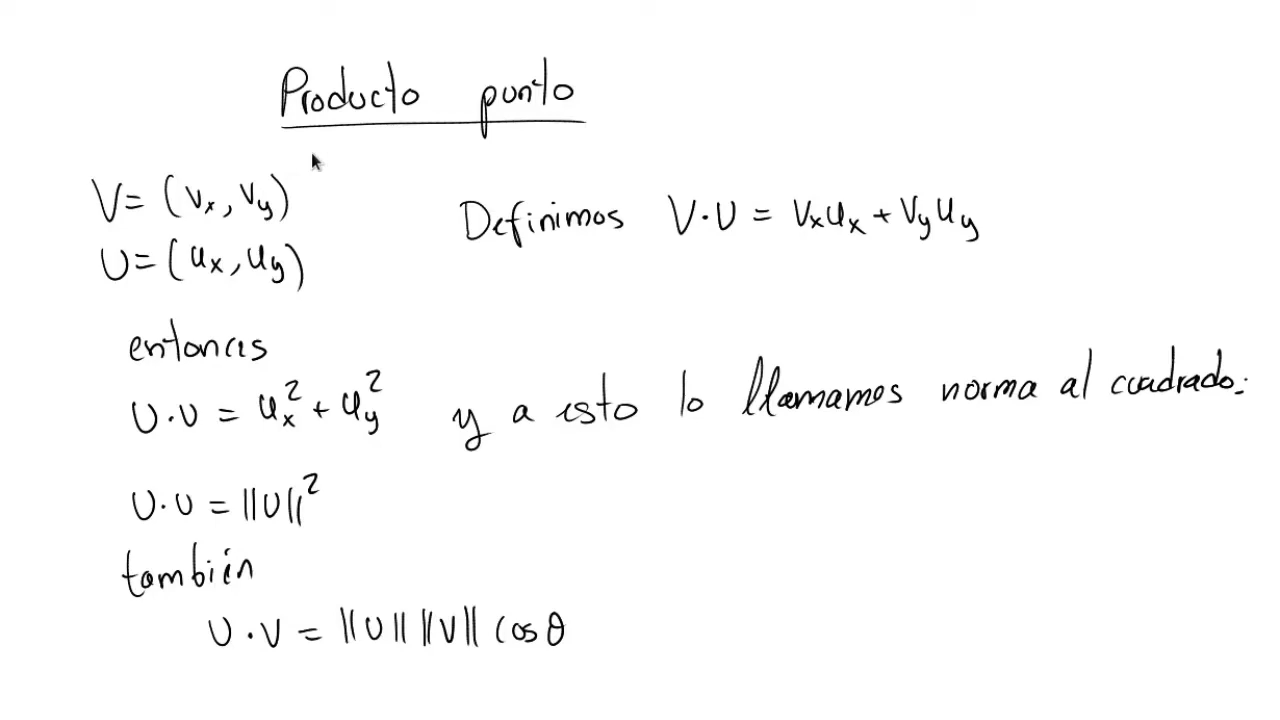 Producto punto
V = (Vx, Vy)
U = (ux, uy)
Definimos V·U = Vxux + Vyuy
entonces
U·U = ux² + uy² y a esto lo llamamos norma al cuadrado:
U·U = ||U||²
también
U·V = ||U|| ||V|| cos θ